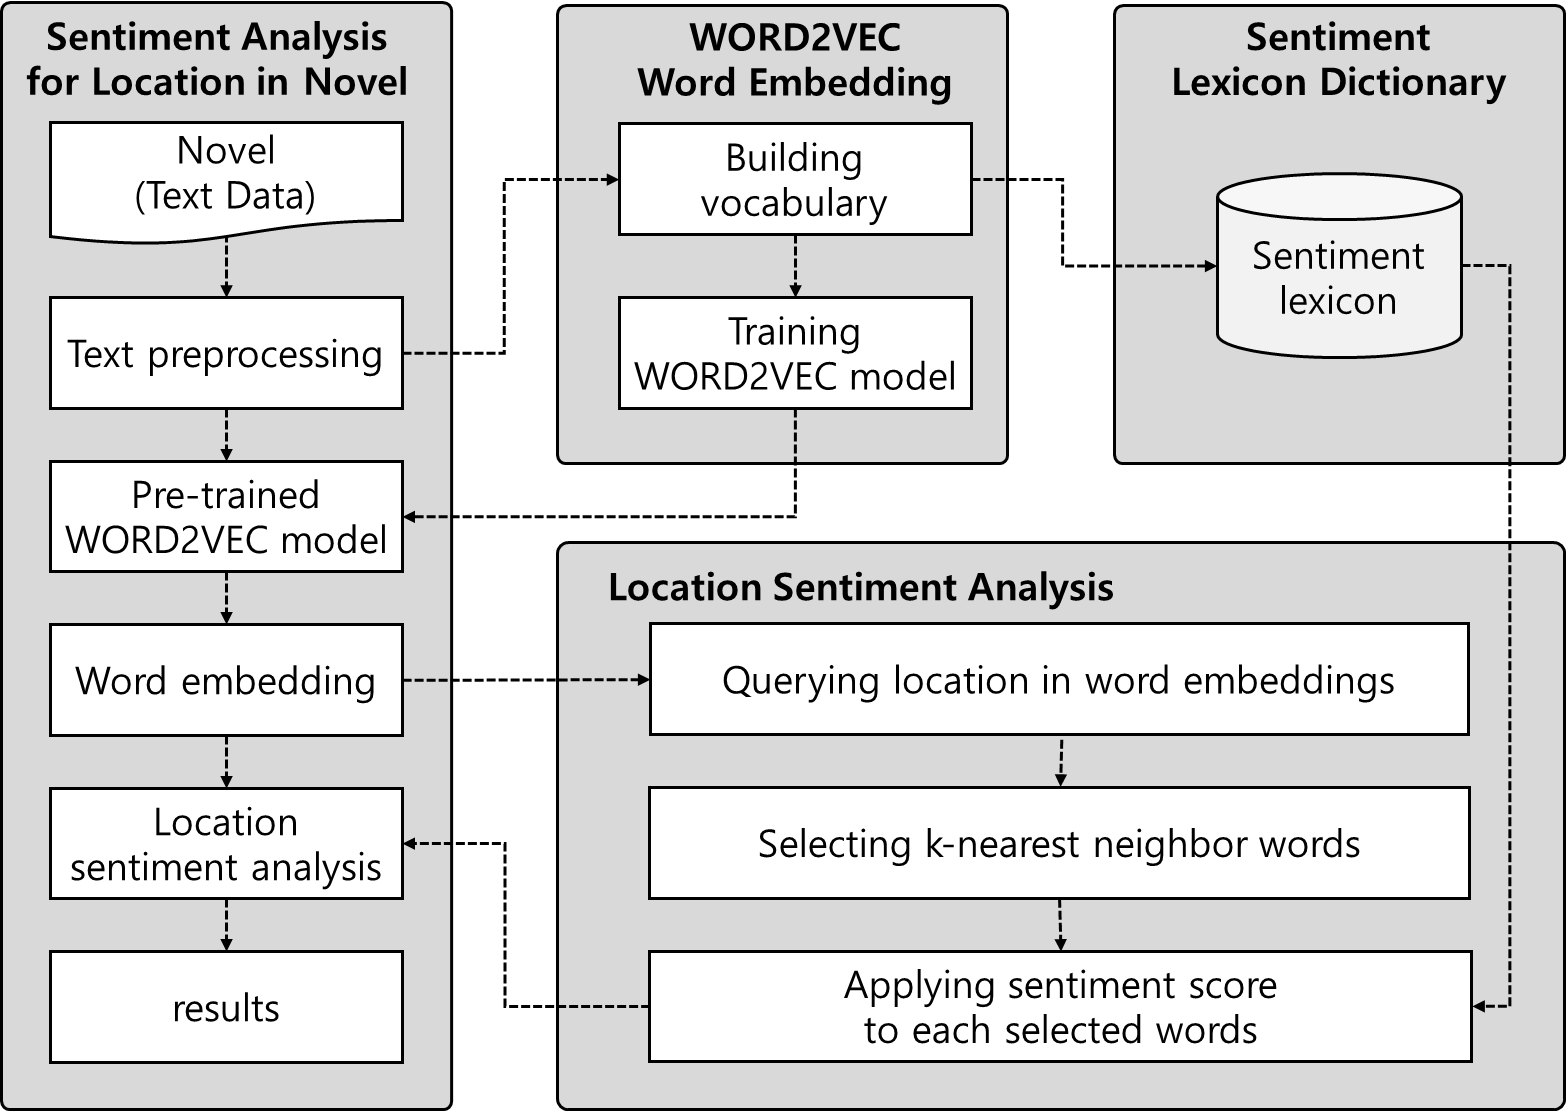 Sentiment Analysis
for Location in Novel
Novel
(Text Data)
Text preprocessing
Pre-trained
WORD2VEC model
Word embedding
Location
sentiment analysis
results
WORD2VEC
Word Embedding
Building
vocabulary
Training
WORD2VEC model
Sentiment
Lexicon Dictionary
Sentiment
lexicon
Location Sentiment Analysis
Querying location in word embeddings
Selecting k-nearest neighbor words
Applying sentiment score
to each selected words